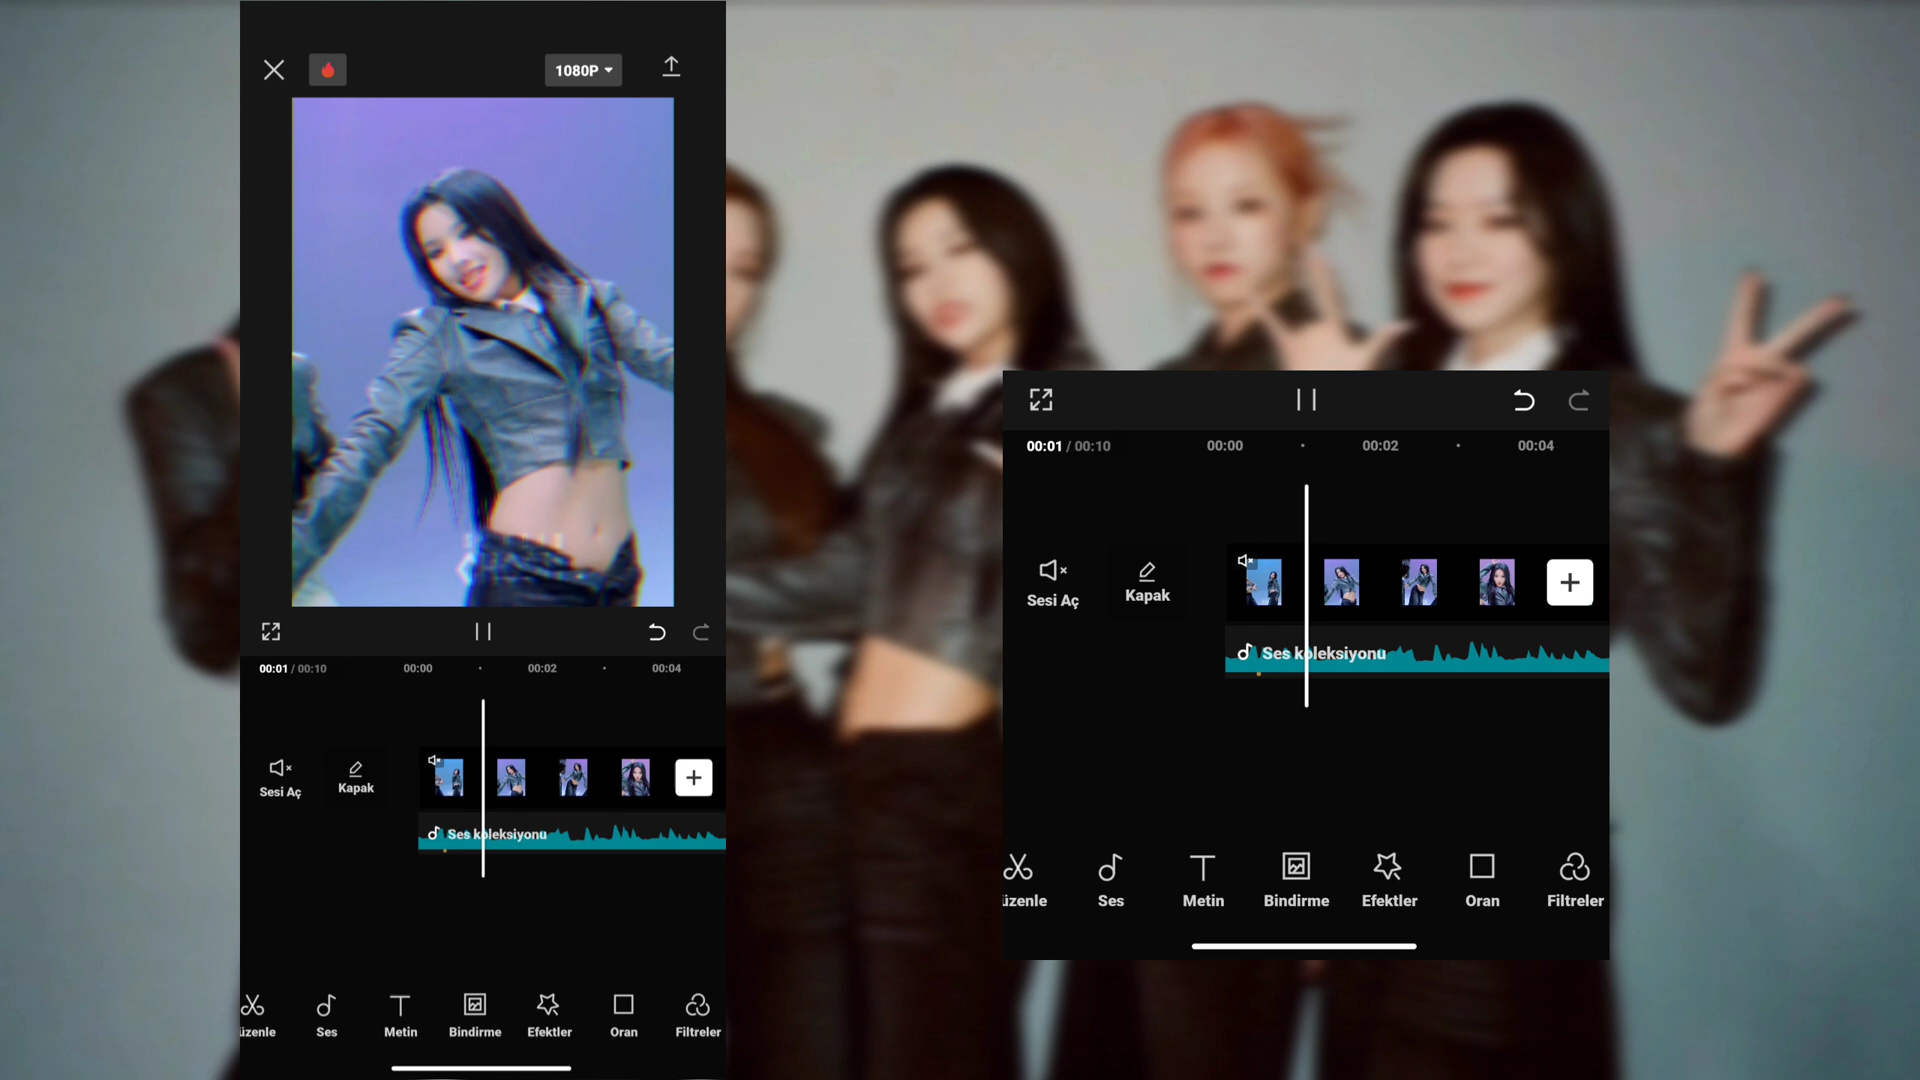 1080P
00:01 / 00:10
00:00
00:02
00:04
Sesi Aç
Kapak
Ses koleksiyonu
üzenle
Ses
Metin
Bindirme
Efektler
Oran
Filtreler
00:01 / 00:10
00:00
00:02
00:04
Sesi Aç
Kapak
Ses koleksiyonu
üzenle
Ses
Metin
Bindirme
Efektler
Oran
Filtreler